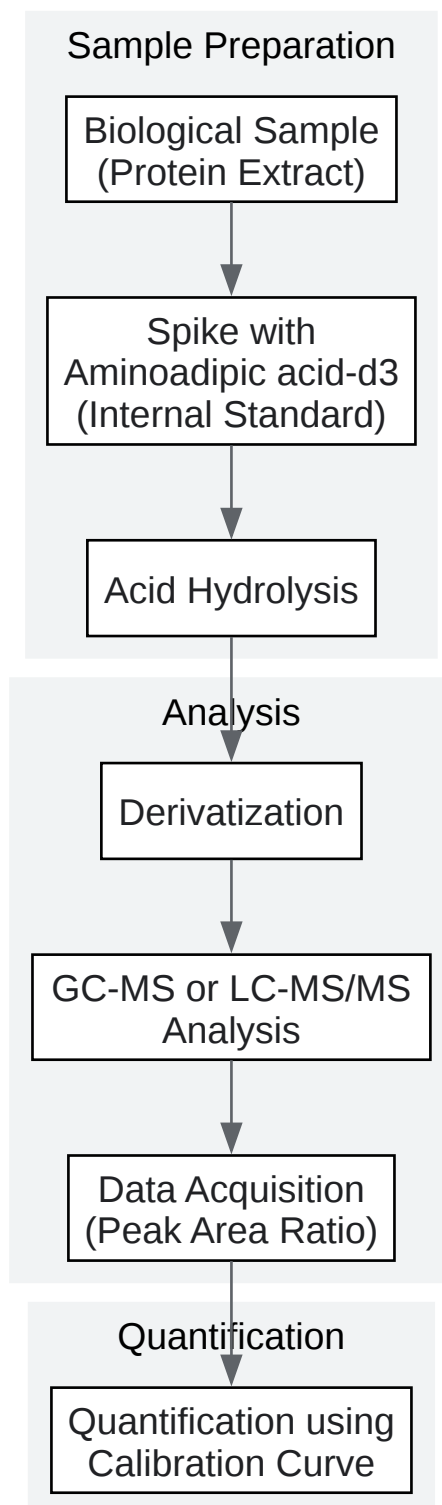 Sample Preparation
Biological Sample
(Protein Extract)
Spike with
Aminoadipic acid-d3
(Internal Standard)
Acid Hydrolysis
Analysis
Derivatization
GC-MS or LC-MS/MS
Analysis
Data Acquisition
(Peak Area Ratio)
Quantification
Quantification using
Calibration Curve